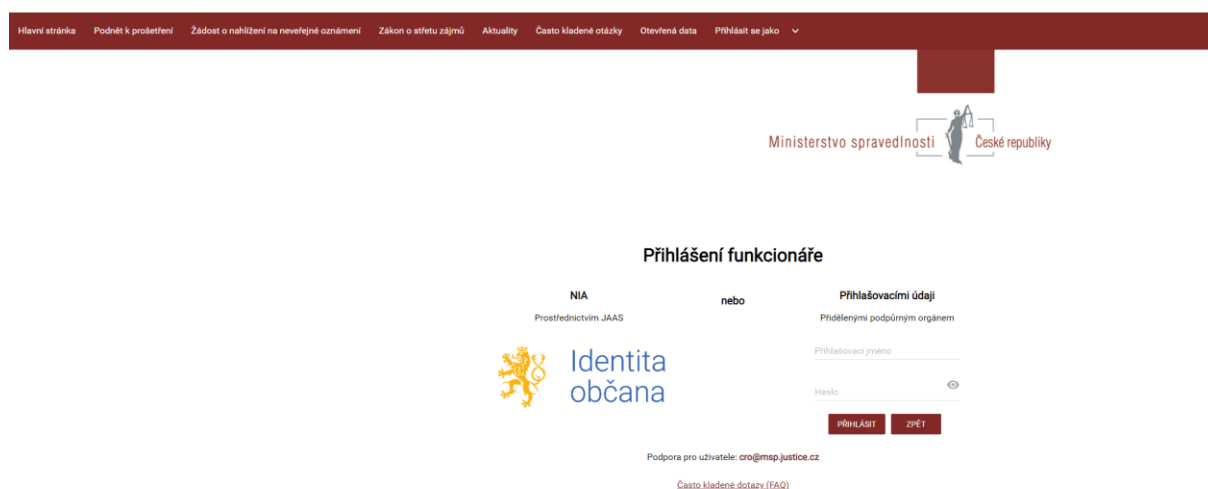 Hlavní stránka Podnět k prošetření Žádost o nahlížení na neveřejné oznámení Zákon o střetu zájmů Aktuality Často kladené otázky Otevřená data Přihlásit se jako
Ministerstvo spravedlnosti České republiky
Přihlášení funkcionáře
NIA
Prostřednictvím JAAS
Identita
občana
nebo
Přihlašovacími údaji
Přidělenými podpůrným orgánem
Přihlašovací jméno
Heslo
PŘIHLÁSIT ZPĚT
Podpora pro uživatele: cro@msp.justice.cz
Často kladené dotazy (FAQ)